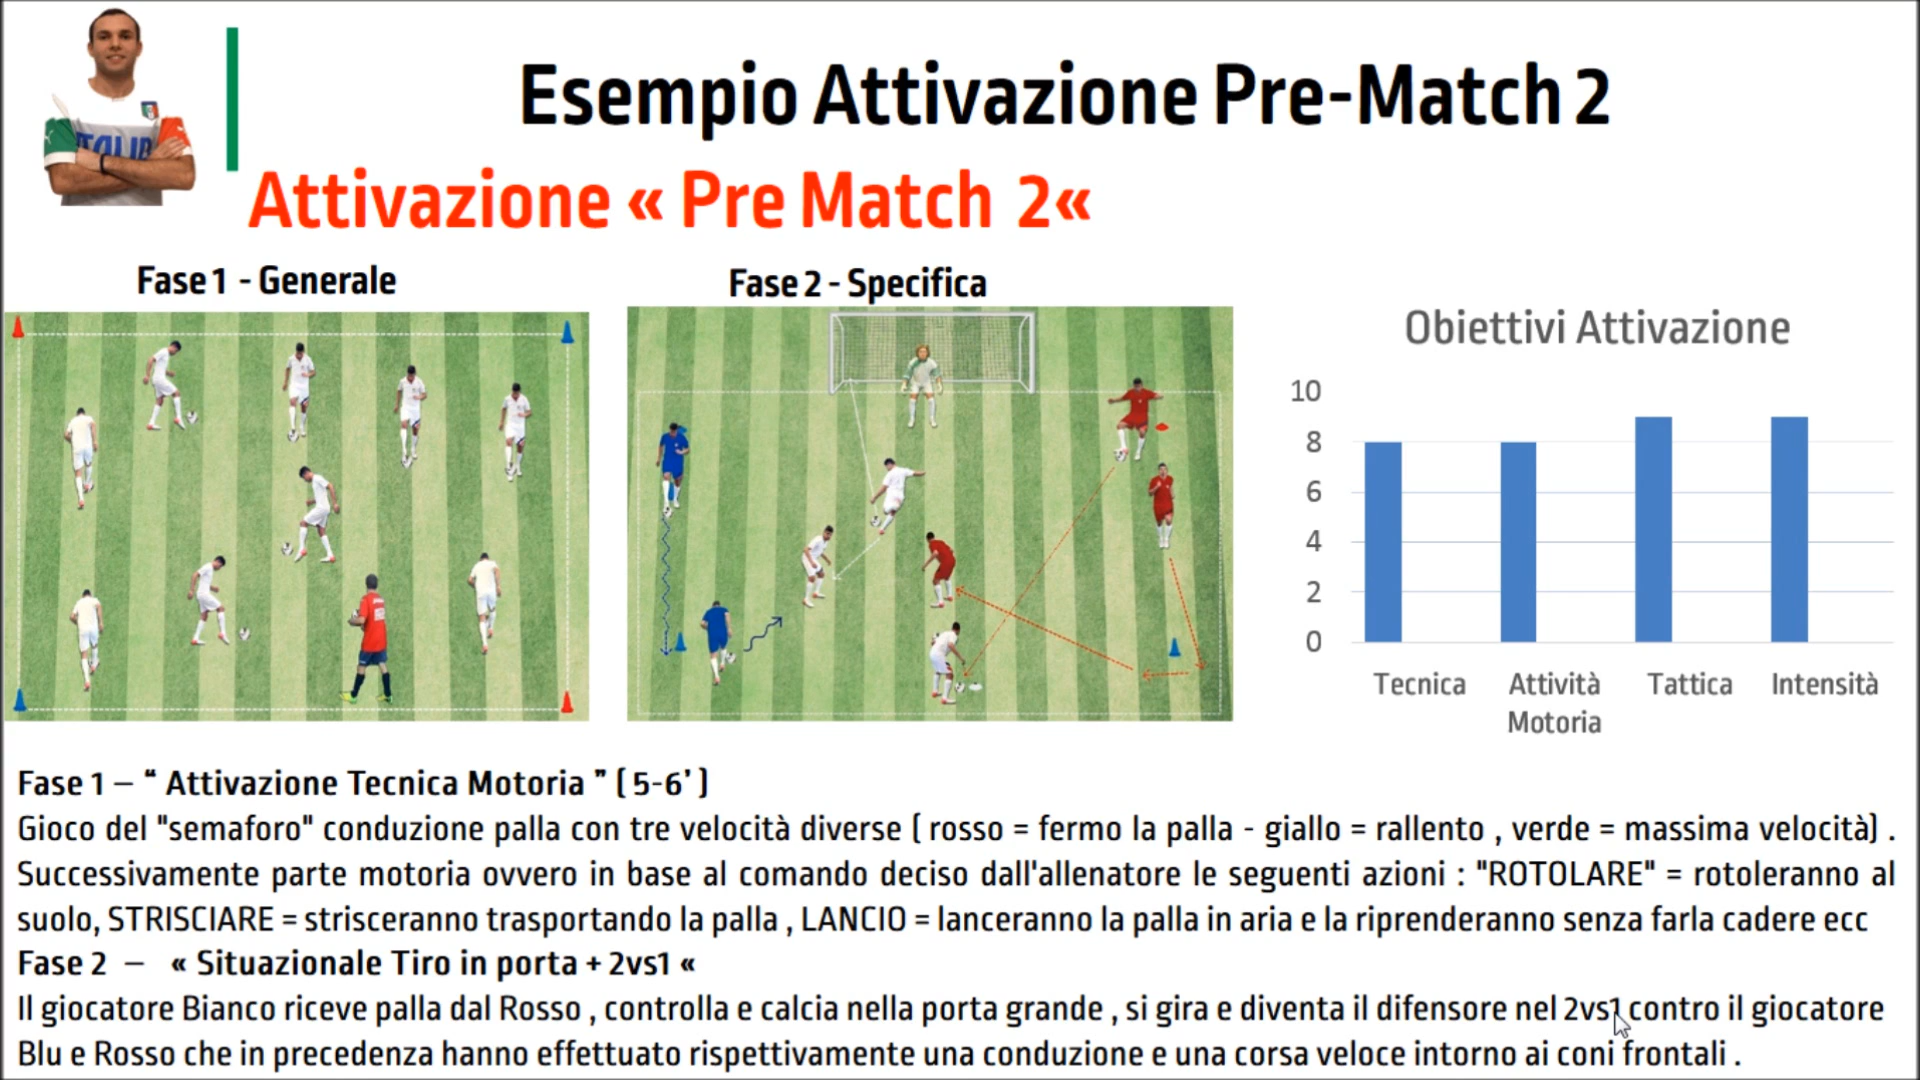 Esempio Attivazione Pre-Match 2
ITALIA
Attivazione « Pre Match 2«
Fase 1 - Generale
Fase 2 - Specifica
Obiettivi Attivazione
10
8
6
4
2
0
Tecnica
Attività
Motoria
Tattica
Intensità
Fase 1 – “ Attivazione Tecnica Motoria ” ( 5-6’ )
Gioco del "semaforo" conduzione palla con tre velocità diverse ( rosso = fermo la palla - giallo = rallento , verde = massima velocità) .
Successivamente parte motoria ovvero in base al comando deciso dall'allenatore le seguenti azioni : "ROTOLARE" = rotoleranno al
suolo, STRISCIARE = strisceranno trasportando la palla , LANCIO = lanceranno la palla in aria e la riprenderanno senza farla cadere ecc
Fase 2 – « Situazionale Tiro in porta + 2vs1 «
Il giocatore Bianco riceve palla dal Rosso , controlla e calcia nella porta grande , si gira e diventa il difensore nel 2vs1 contro il giocatore
Blu e Rosso che in precedenza hanno effettuato rispettivamente una conduzione e una corsa veloce intorno ai coni frontali .